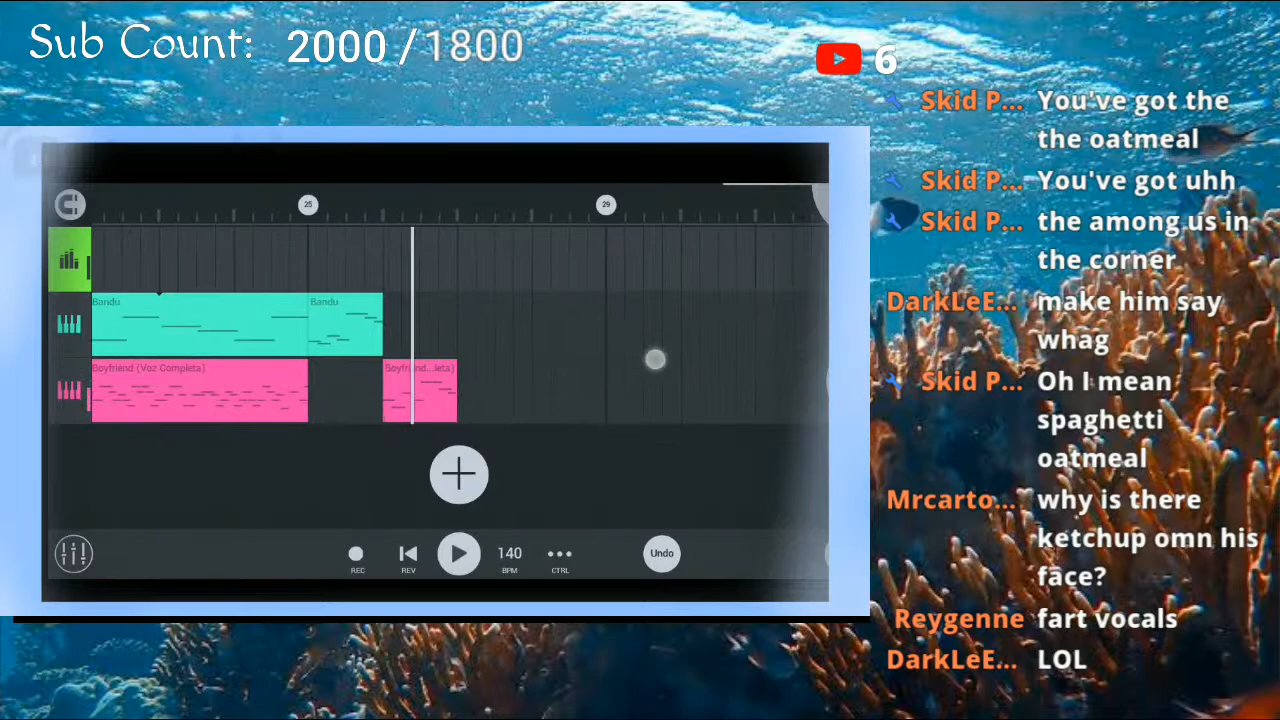 Sub Count: 2000 / 1800
6
Skid P... You've got the
the oatmeal
Skid P... You've got uhh
Skid P... the among us in
the corner
DarkLeE... make him say
whag
Skid P... Oh I mean
spaghetti
oatmeal
Mrcarto... why is there
ketchup omn his
face?
Reygenne fart vocals
DarkLeE... LOL
25 29
Bandu Bandu
Boyfriend (Voz Completa) Boyfriend...leta)
140 Undo
REC REV BPM CTRL